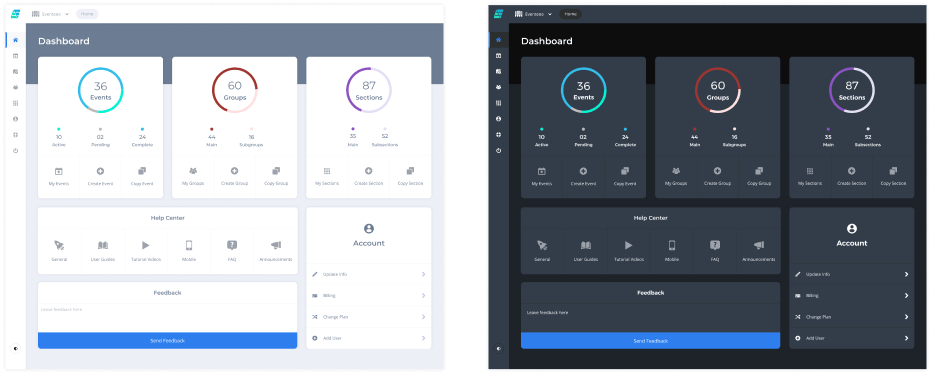 Evenseno Home
Dashboard
36
Events
60
Groups
87
Sections
10 02 24
Active Pending Complete
44 16
Main Subgroups
35 52
Main Subsections
My Events Create Event Copy Event
My Groups Create Group Copy Group
My Sections Create Section Copy Section
Help Center
General User Guides Tutorial Videos Mobile FAQ Announcements
Account
Update Info
Billing
Change Plan
Add User
Feedback
Leave feedback here
Send Feedback
Evenseno Home
Dashboard
36
Events
60
Groups
87
Sections
10 02 24
Active Pending Complete
44 16
Main Subgroups
35 52
Main Subsections
My Events Create Event Copy Event
My Groups Create Group Copy Group
My Sections Create Section Copy Section
Help Center
General User Guides Tutorial Videos Mobile FAQ Announcements
Account
Update Info
Billing
Change Plan
Add User
Feedback
Leave feedback here
Send Feedback